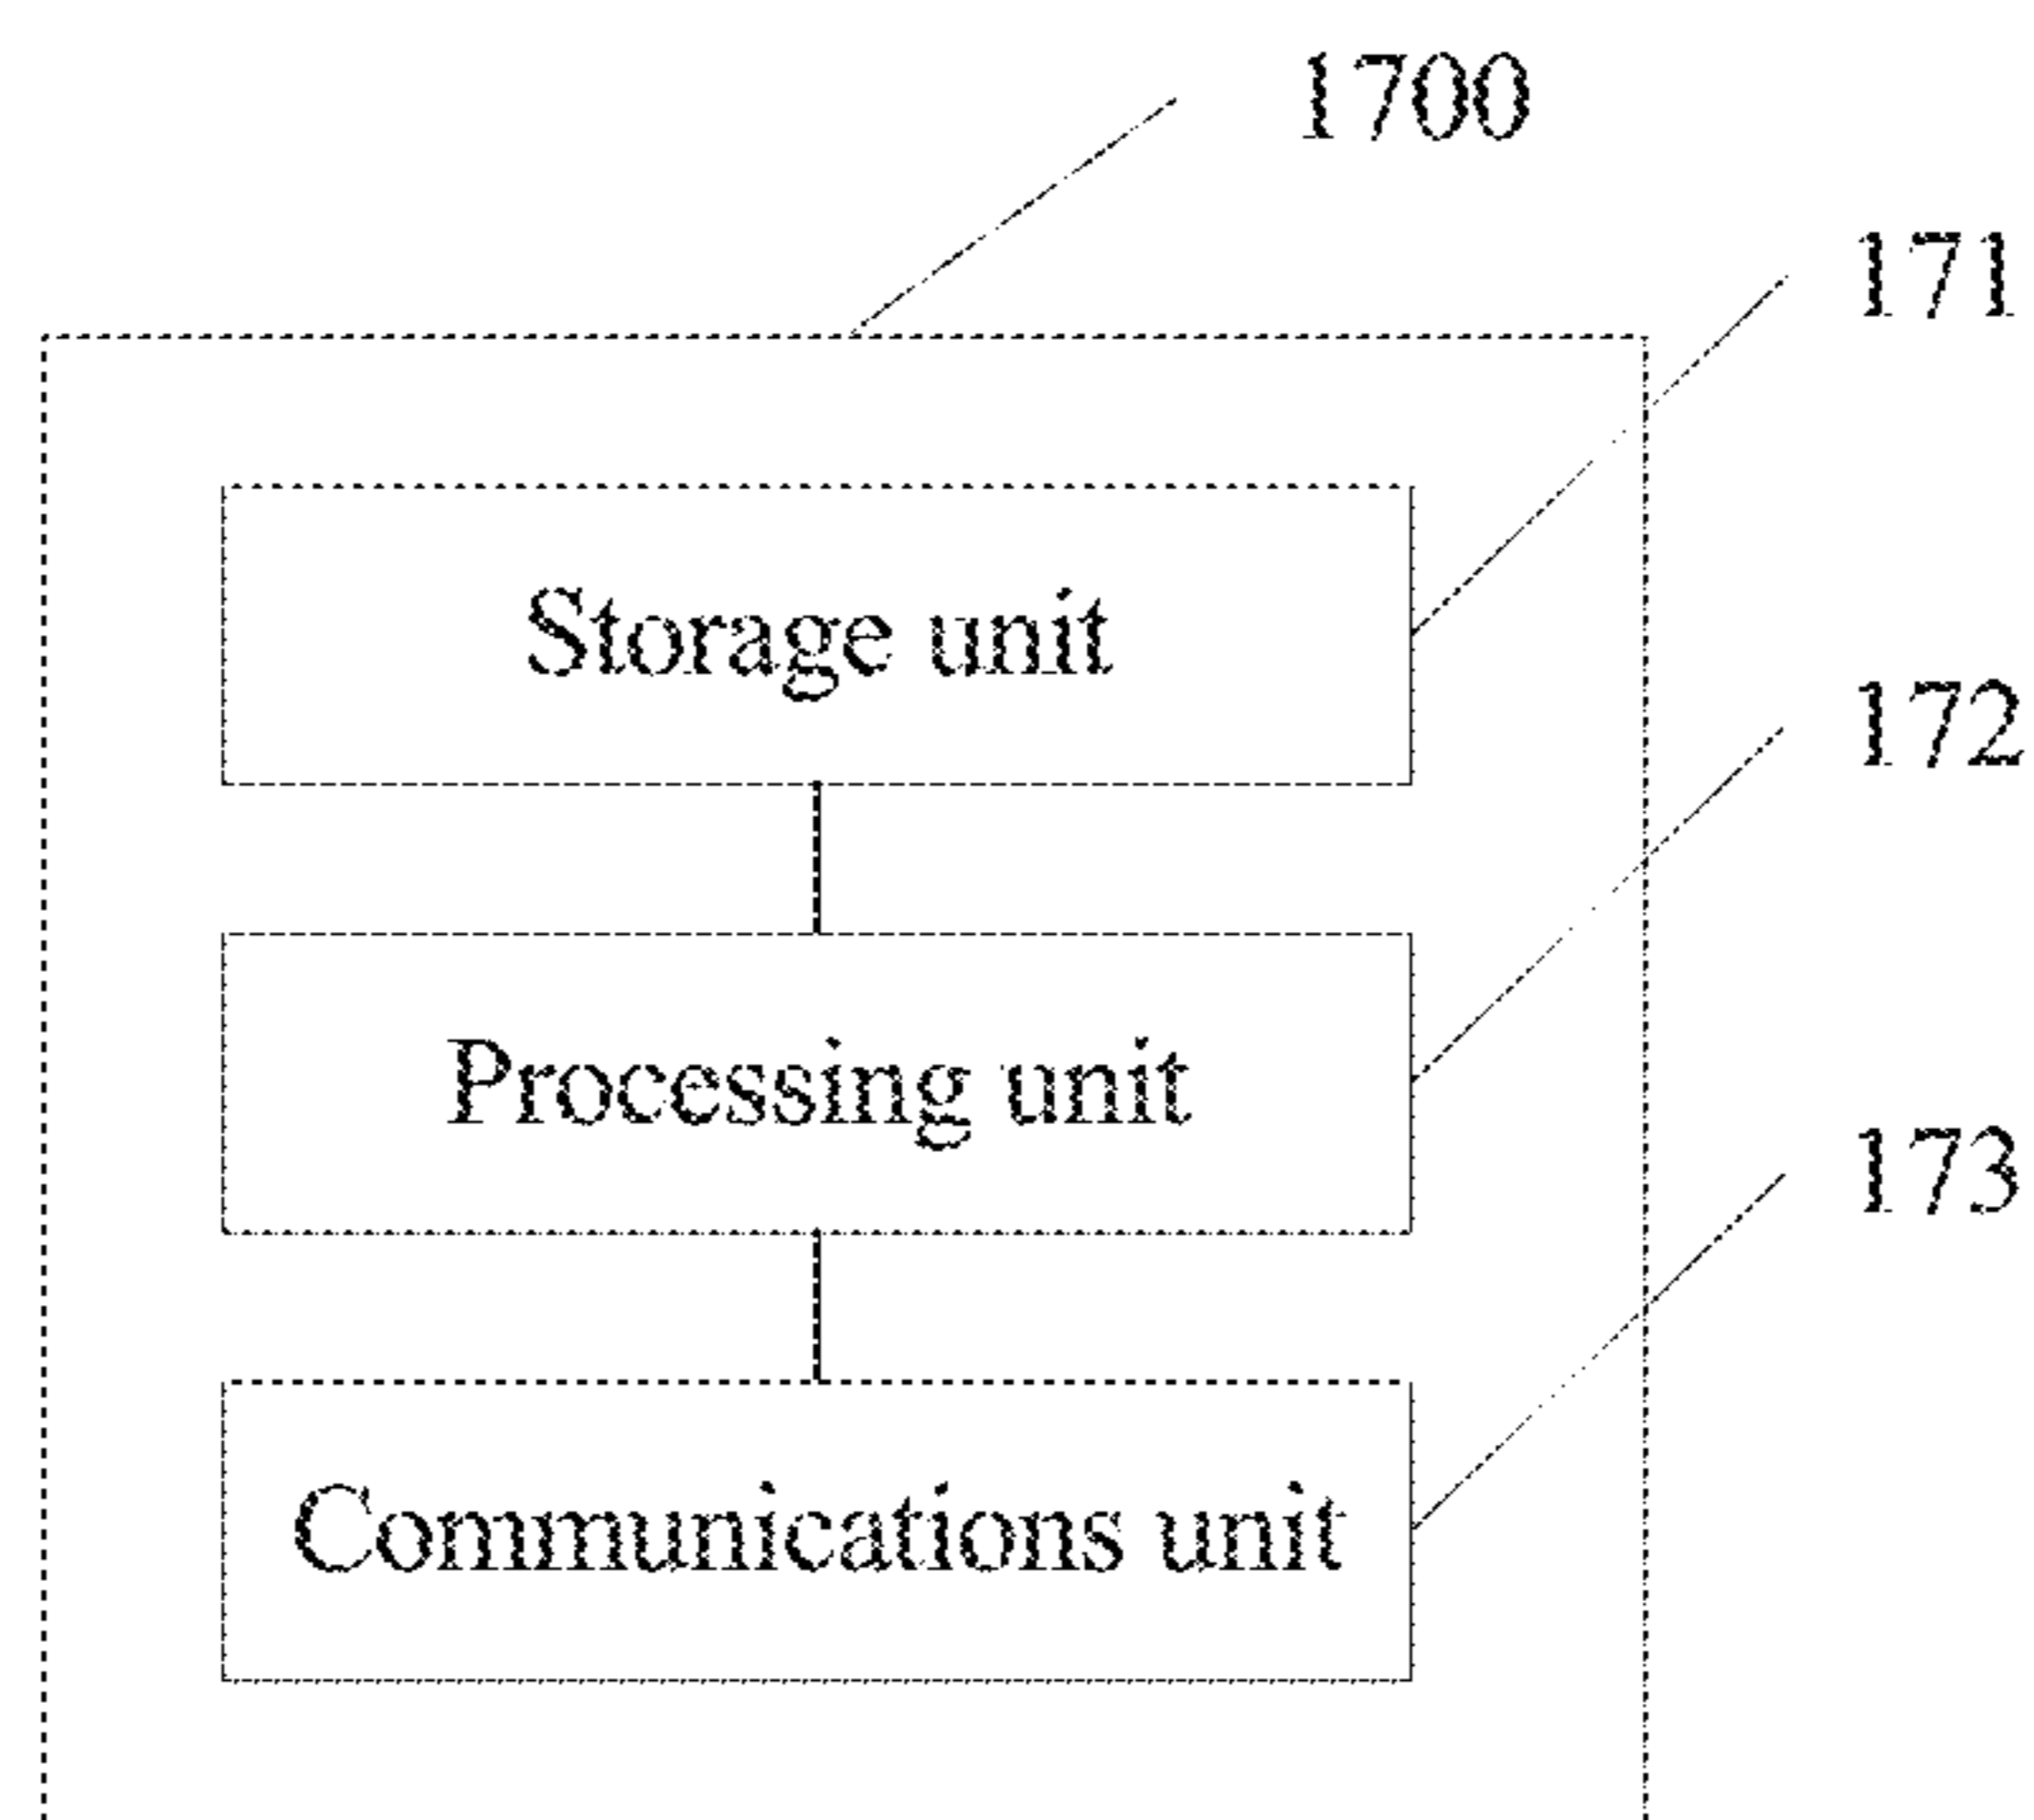 1700
171
Storage unit
172
Processing unit
173
Communications unit